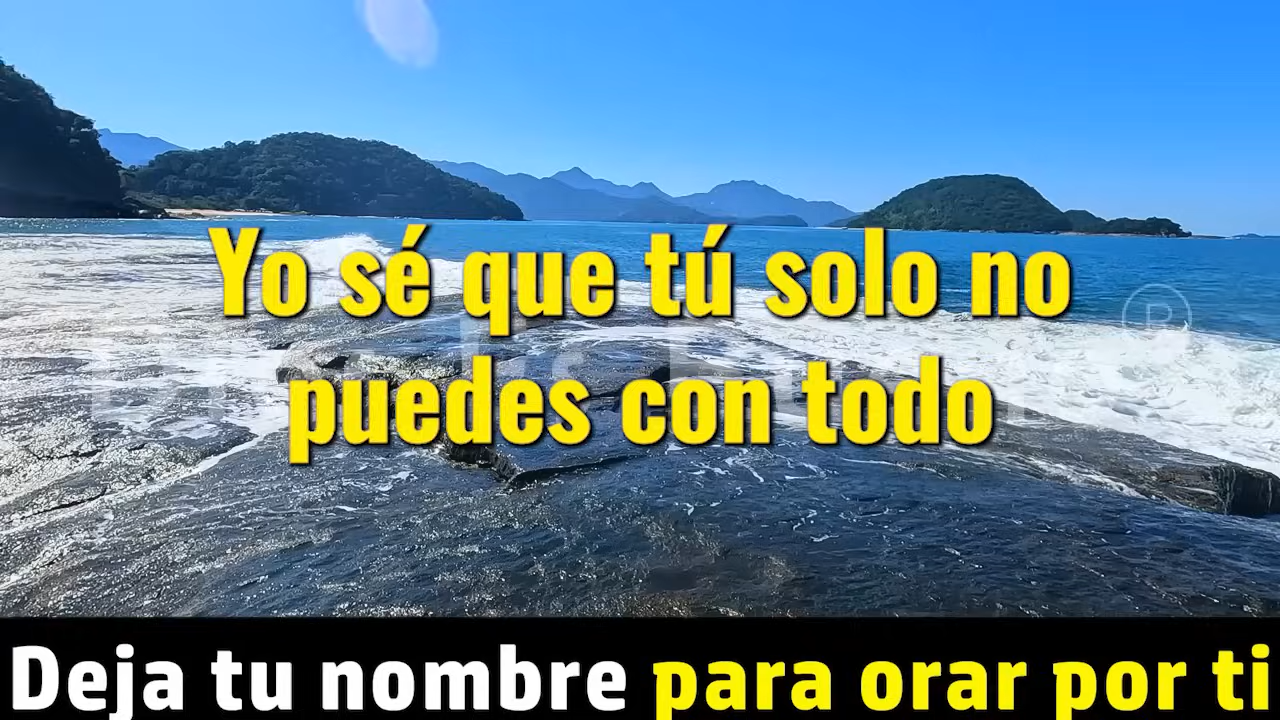 Yo sé que tú solo no
puedes con todo
Deja tu nombre para orar por ti